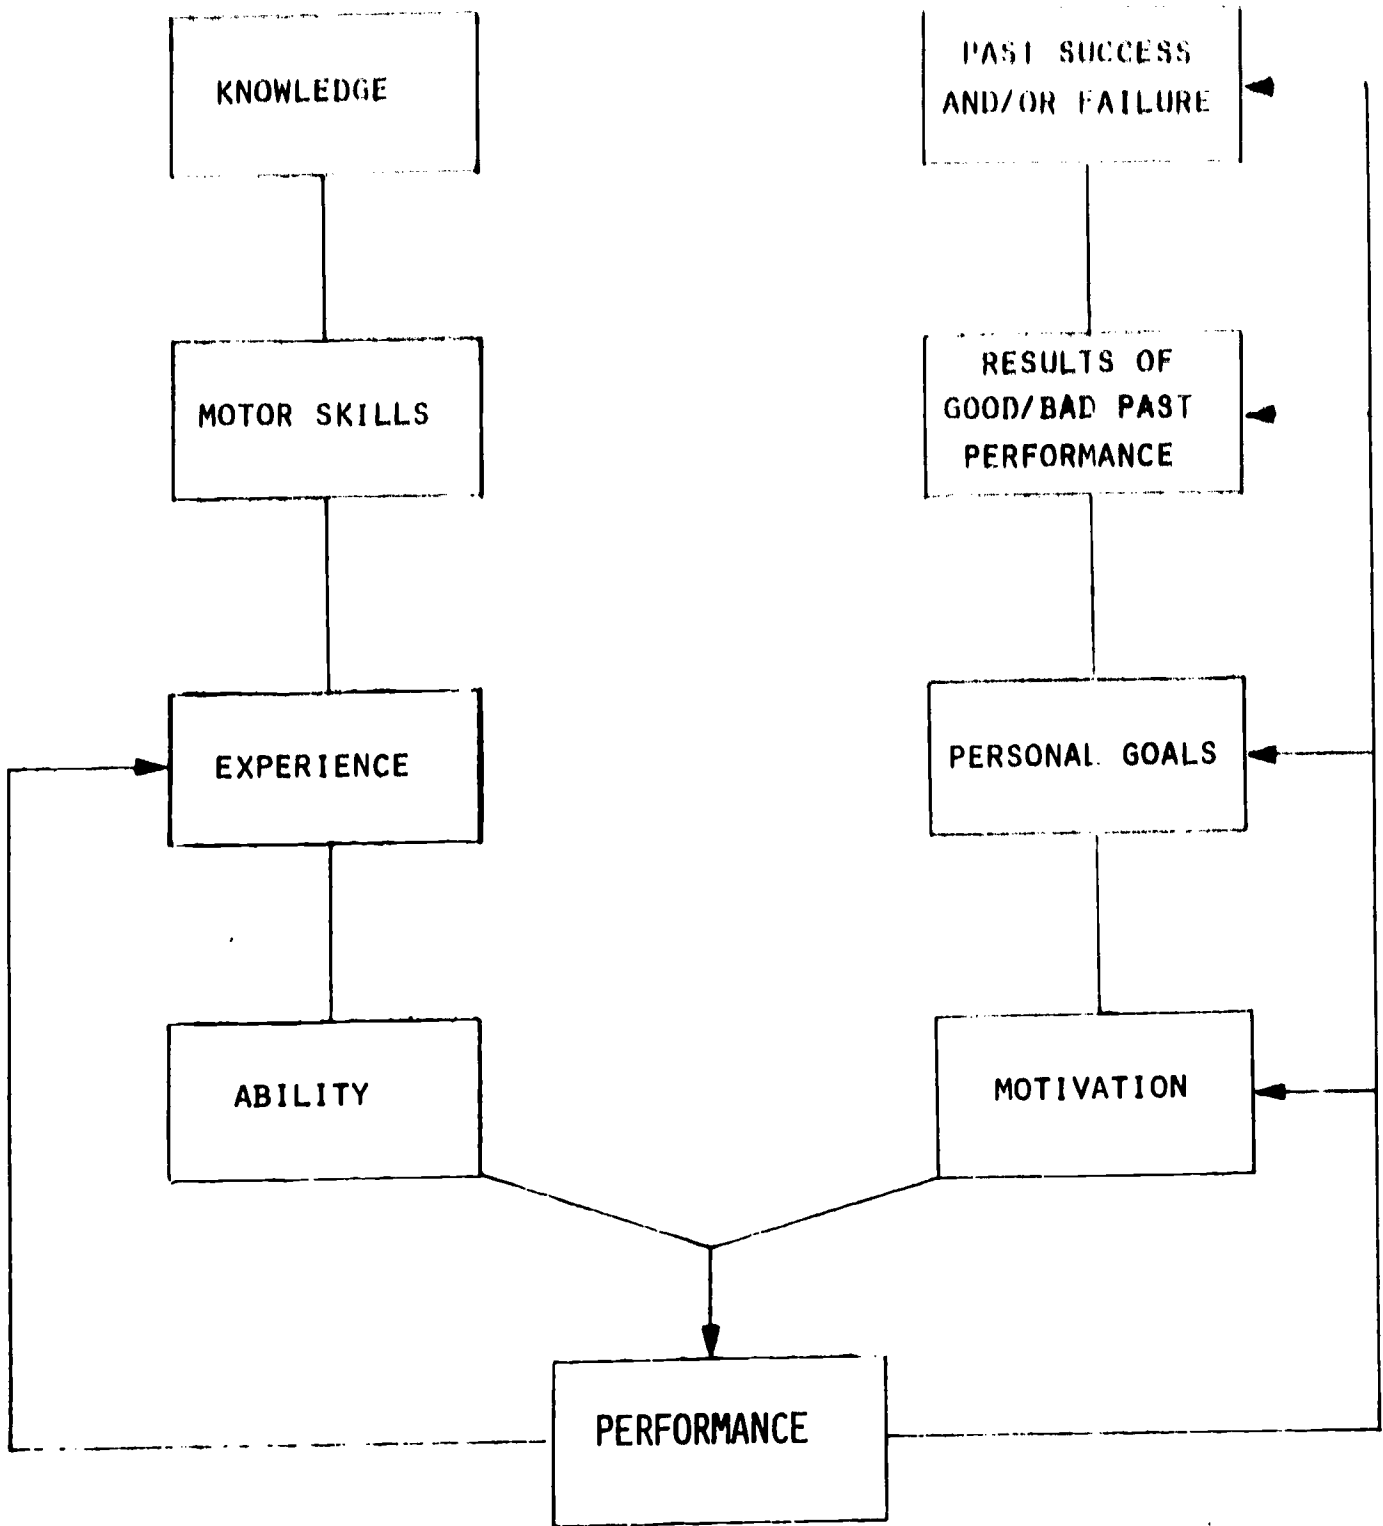 KNOWLEDGE
MOTOR SKILLS
EXPERIENCE
ABILITY
PAST SUCCESS
AND/OR FAILURE
RESULTS OF
GOOD/BAD PAST
PERFORMANCE
PERSONAL GOALS
MOTIVATION
PERFORMANCE